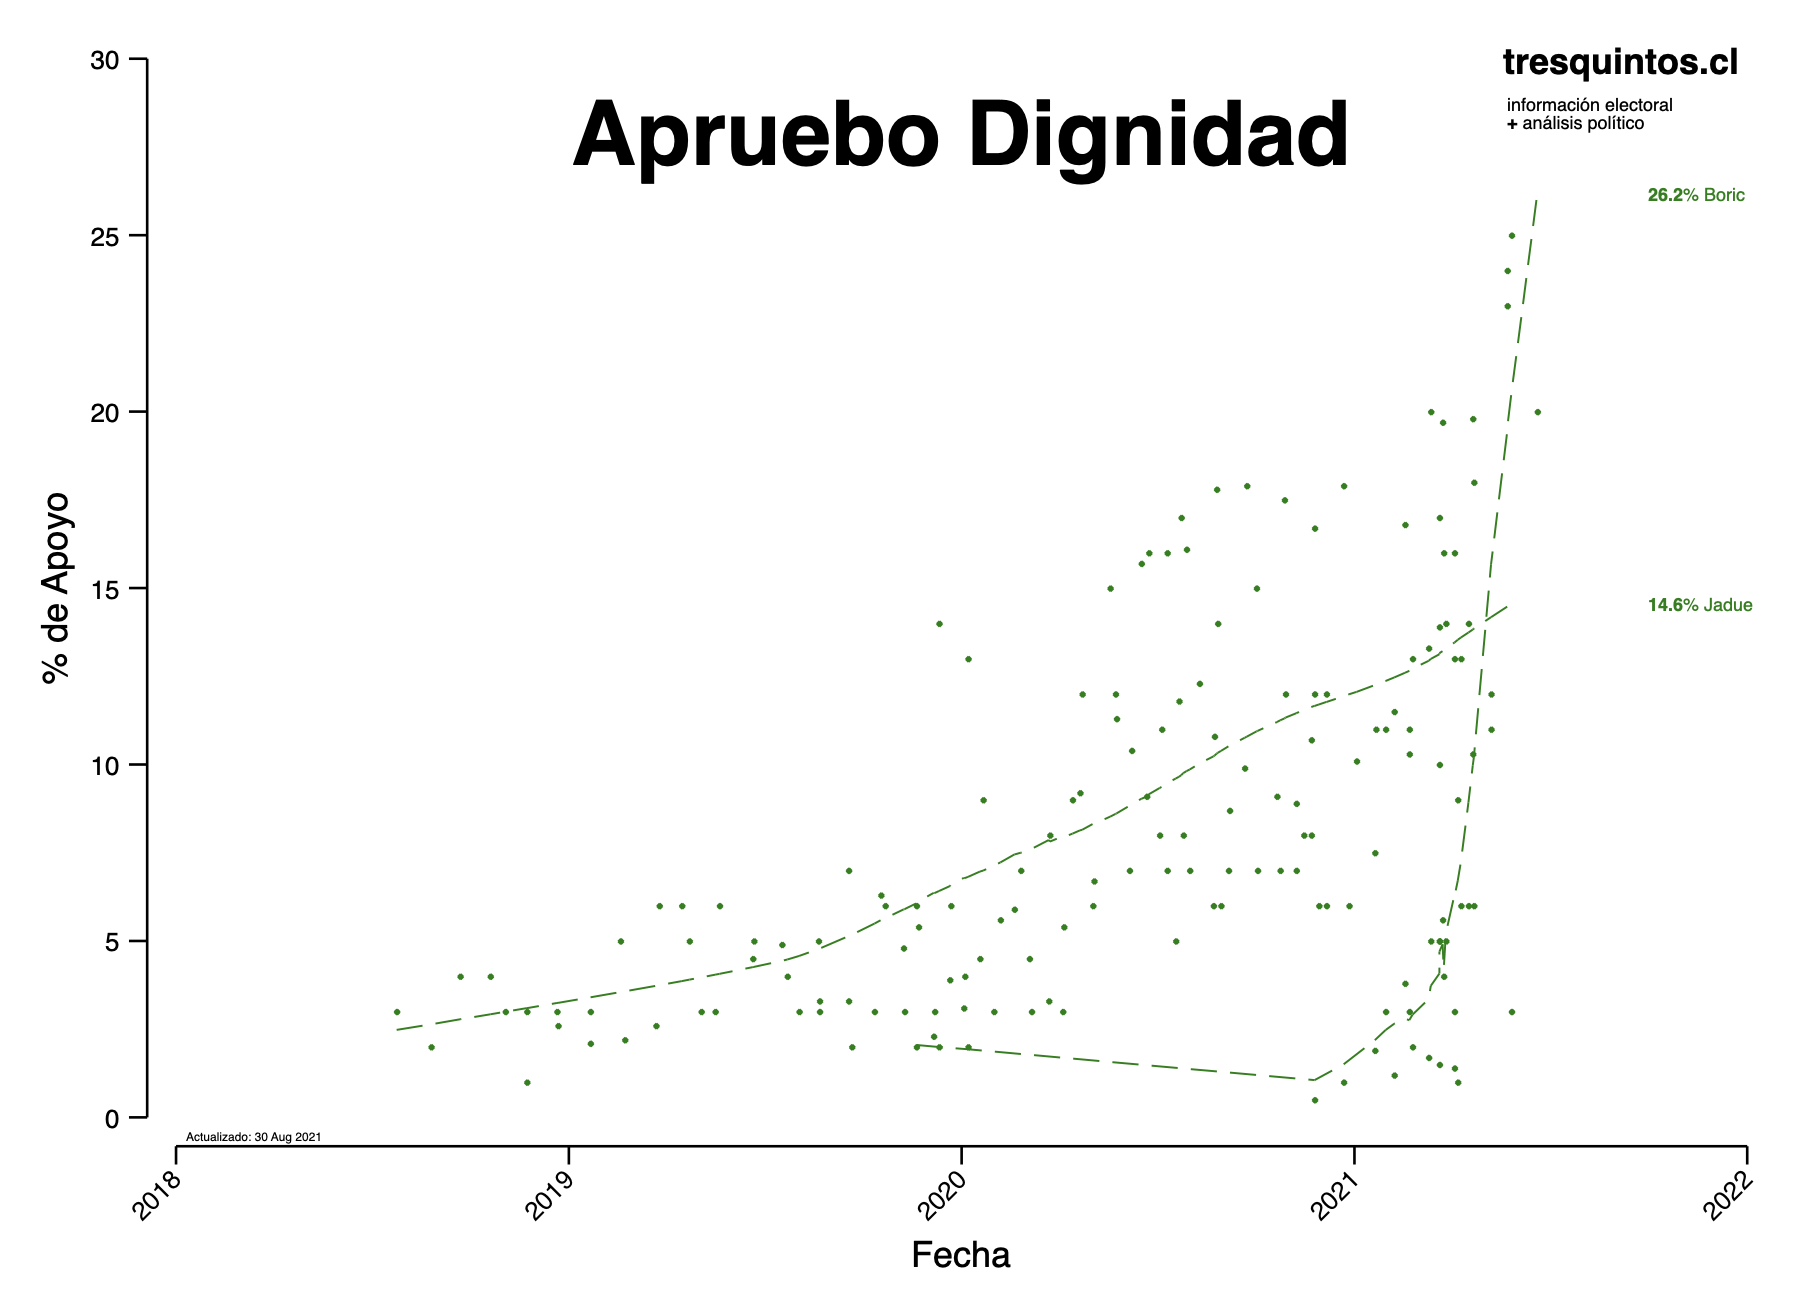 tresquintos.cl
información electoral
+ análisis político
Apruebo Dignidad
30
25
20
15
10
5
0
% de Apoyo
26.2% Boric
14.6% Jadue
Actualizado: 30 Aug 2021
2018
2019
2020
2021
2022
Fecha